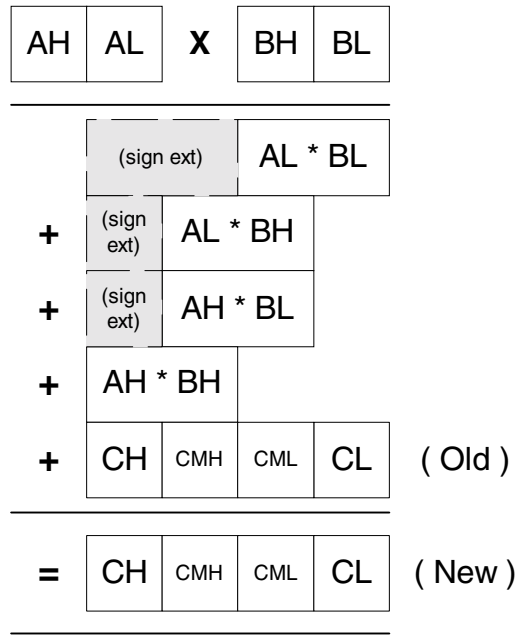 AH AL X BH BL
(sign ext) AL * BL
+ (sign
ext) AL * BH
+ (sign
ext) AH * BL
+ AH * BH
+ CH CMH CML CL ( Old )
= CH CMH CML CL ( New )